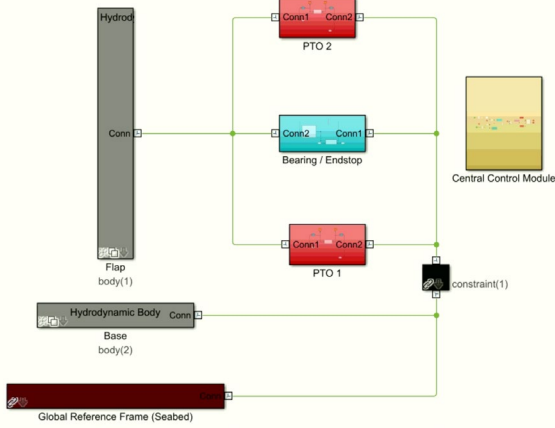 Hydrod
Conn1 Conn2
PTO 2
Conn
Conn2 Conn1
Bearing / Endstop
Central Control Module
Conn1 Conn2
PTO 1
Flap
body(1)
constraint(1)
Hydrodynamic Body Conn
Base
body(2)
Conn
Global Reference Frame (Seabed)